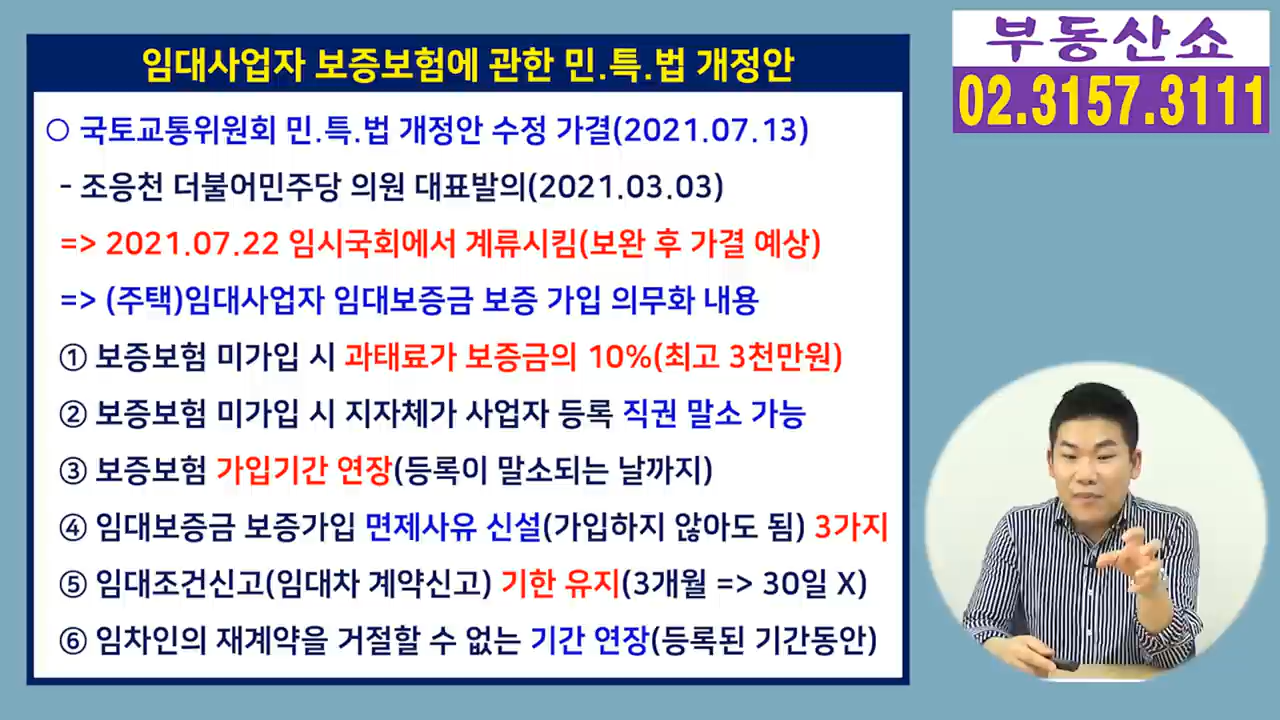 임대사업자 보증보험에 관한 민.특.법 개정안
부동산쇼
02.3157.3111
○ 국토교통위원회 민.특.법 개정안 수정 가결(2021.07.13)
- 조응천 더불어민주당 의원 대표발의(2021.03.03)
=> 2021.07.22 임시국회에서 계류시킴(보완 후 가결 예상)
=> (주택)임대사업자 임대보증금 보증 가입 의무화 내용
① 보증보험 미가입 시 과태료가 보증금의 10%(최고 3천만원)
② 보증보험 미가입 시 지자체가 사업자 등록 직권 말소 가능
③ 보증보험 가입기간 연장(등록이 말소되는 날까지)
④ 임대보증금 보증가입 면제사유 신설(가입하지 않아도 됨) 3가지
⑤ 임대조건신고(임대차 계약신고) 기한 유지(3개월 => 30일 X)
⑥ 임차인의 재계약을 거절할 수 없는 기간 연장(등록된 기간동안)